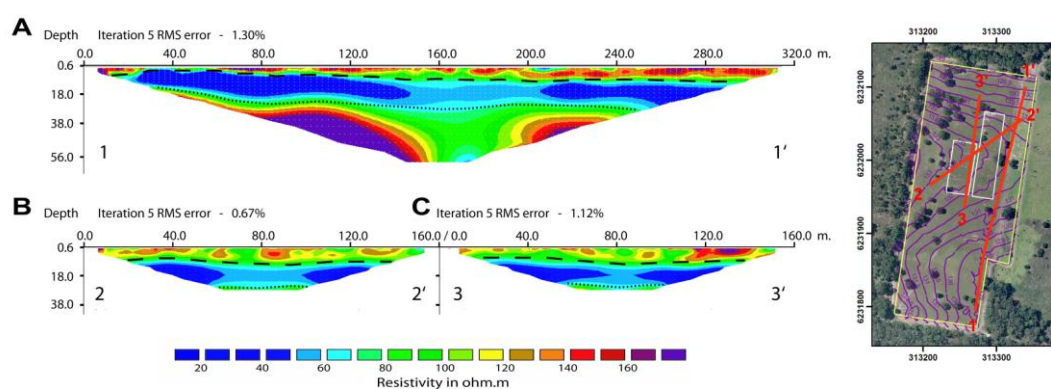 A
Depth Iteration 5 RMS error - 1.30%
0.0 40.0 80.0 120.0 160.0 200.0 240.0 280.0 320.0 m.
0.6
18.0
38.0
56.0
1 1′
B
Depth Iteration 5 RMS error - 0.67%
0.0 40.0 80.0 120.0 153.0
0.6
18.0
38.0
2 2′
C
Iteration 5 RMS error - 1.12%
0.0 40.0 80.0 120.0 160.0 m.
3 3′
20 40 60 80 100 120 140 160
Resistivity in ohm.m
313200 313300
6232100
6232000
6231900
6231800
1'
3'
2'
2
3
1
313200 313300